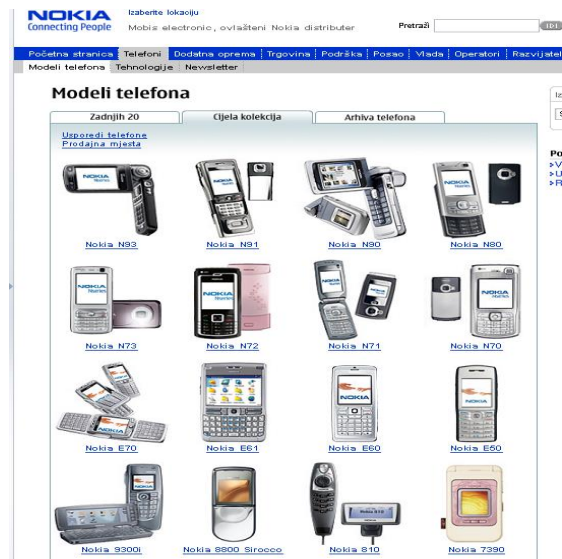 NOKIA
Connecting People
Izaberite lokaciju
Mobis electronic, ovlašteni Nokia distributer
Pretraži
IDI
Početna stranica Telefoni Dodatna oprema Trgovina Podrška Posao Vlada Operatori Razvijatel
Modeli telefona Tehnologije Newsletter
Modeli telefona
Zadnjih 20 Cijela kolekcija Arhiva telefona
Usporedi telefone
Prodajna mjesta
Nokia N93 Nokia N91 Nokia N90 Nokia N80
Nokia N73 Nokia N72 Nokia N71 Nokia N70
Nokia E70 Nokia E61 Nokia E60 Nokia E50
Nokia 9300i Nokia 8800 Sirocco Nokia 810 Nokia 7390